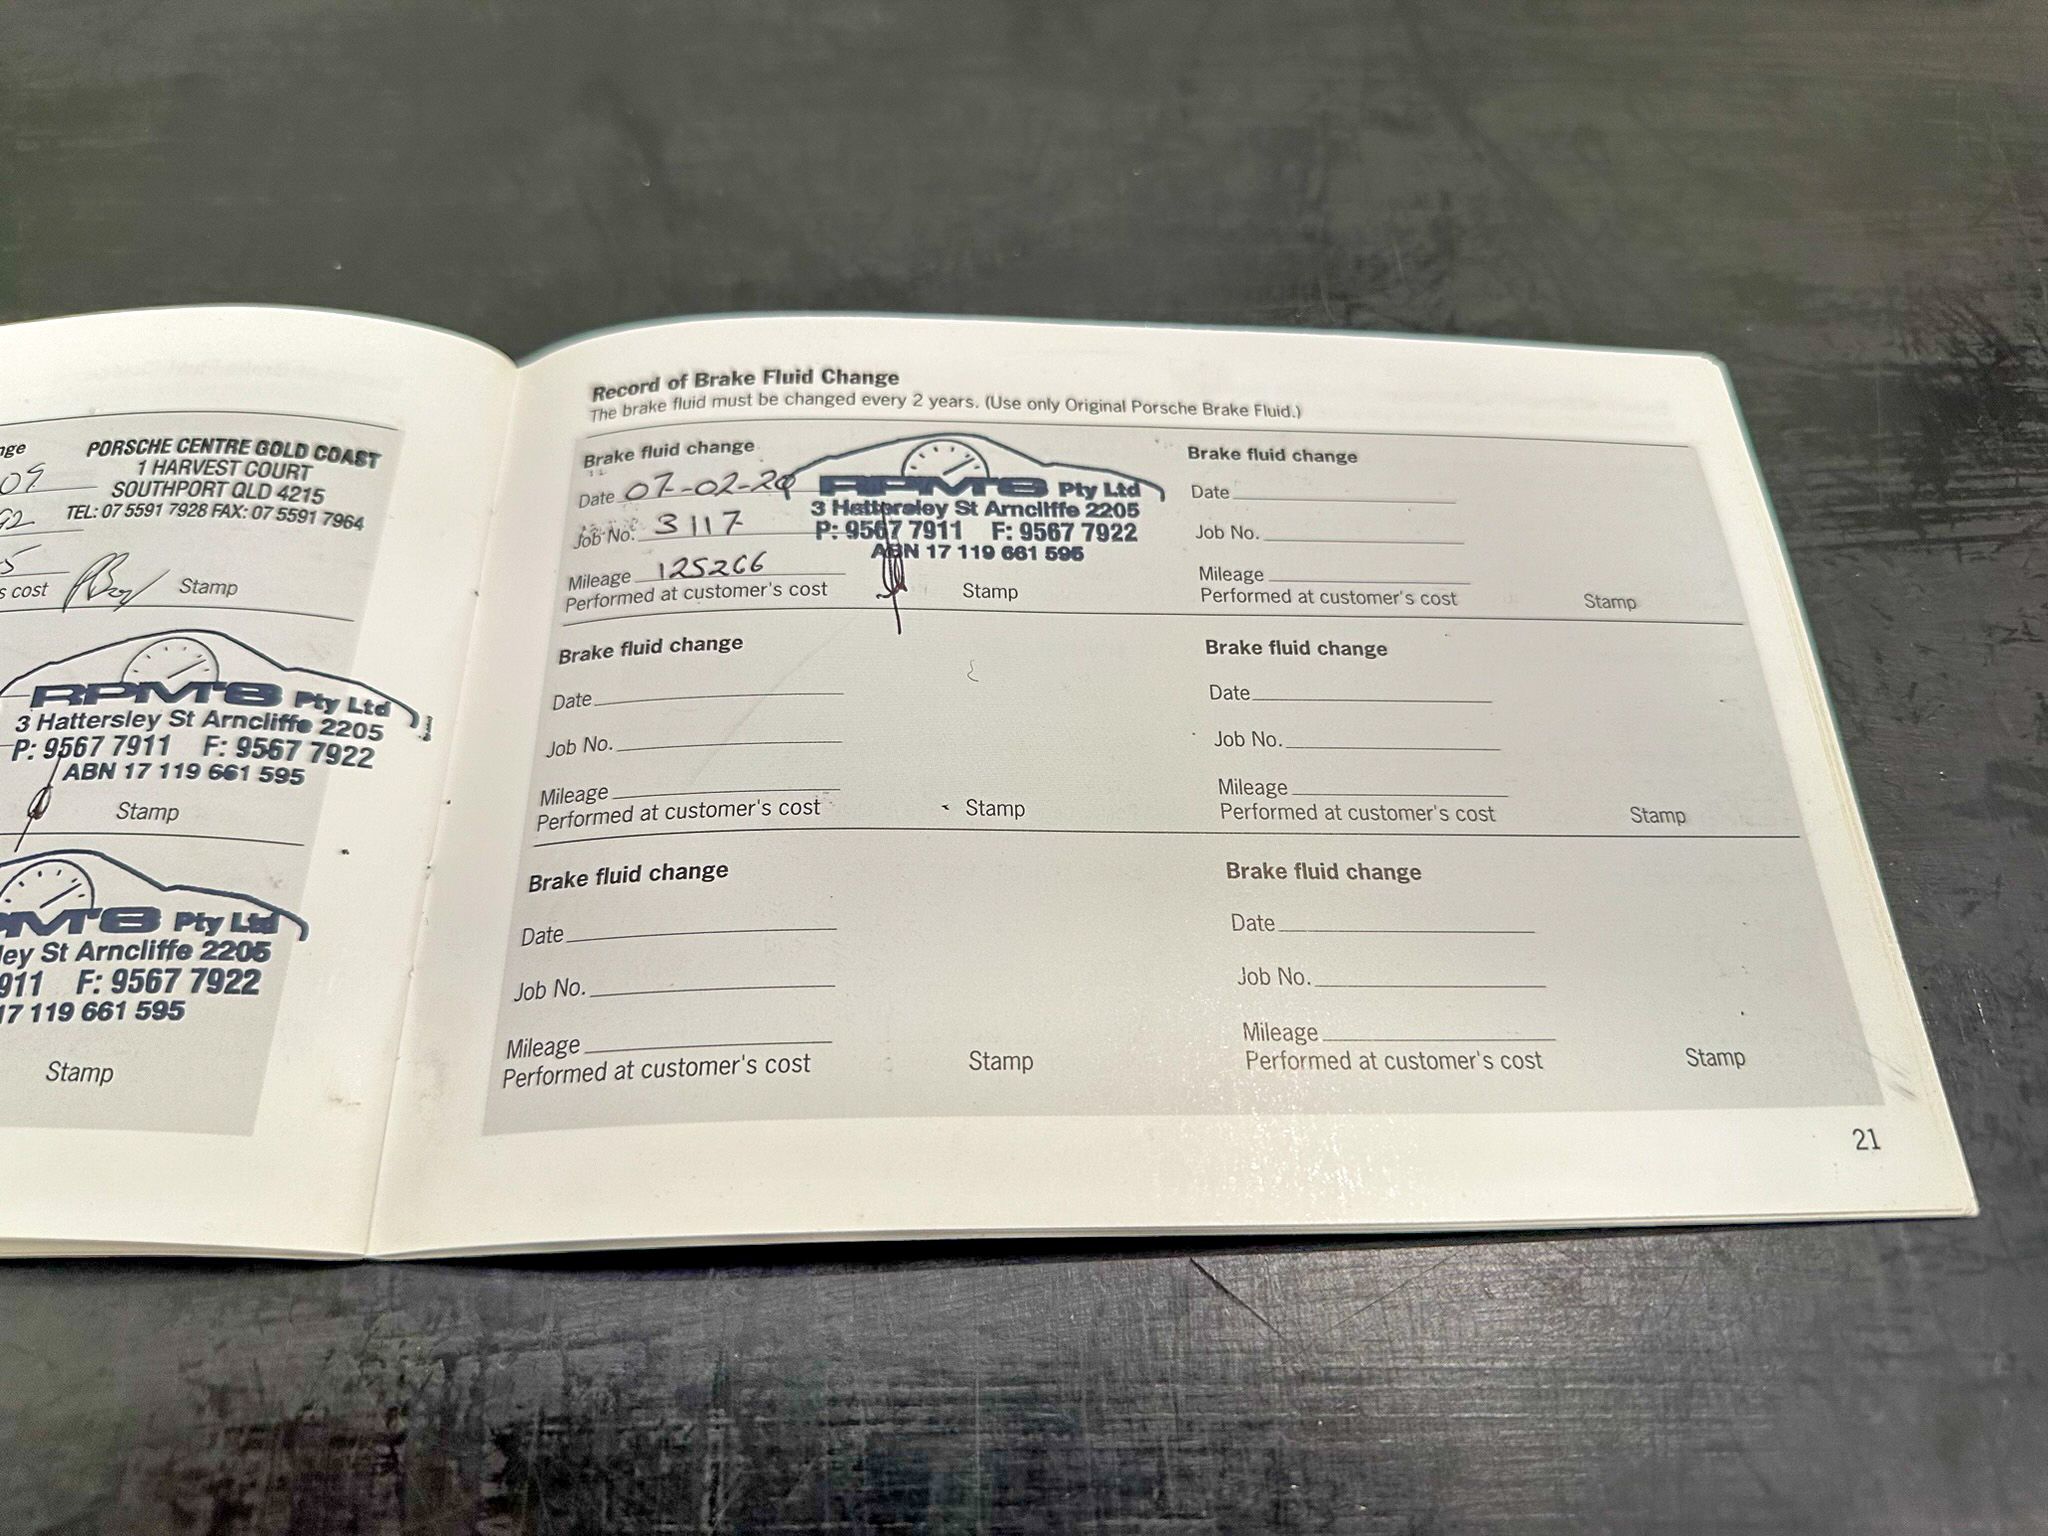 nge
PORSCHE CENTRE GOLD COAST
1 HARVEST COURT
SOUTHPORT QLD 4215
TEL: 07 5591 7928 FAX: 07 5591 7964
09
92
5
s cost Stamp
RPM'8 Pty Ltd
3 Hattersley St Arncliffe 2205
P: 9567 7911 F: 9567 7922
ABN 17 119 661 595
Stamp
PM'8 Pty Ltd
ley St Arncliffe 2205
911 F: 9567 7922
17 119 661 595
Stamp
Record of Brake Fluid Change
The brake fluid must be changed every 2 years. (Use only Original Porsche Brake Fluid.)
Brake fluid change
Date 07-02-20
Job No. 3117
Mileage 125266
Performed at customer's cost Stamp
RPM'8 Pty Ltd
3 Hattersley St Arncliffe 2205
P: 9567 7911 F: 9567 7922
ABN 17 119 661 595
Brake fluid change
Date
Job No.
Mileage
Performed at customer's cost Stamp
Brake fluid change
Date
Job No.
Mileage
Performed at customer's cost Stamp
Brake fluid change
Date
Job No.
Mileage
Performed at customer's cost Stamp
Brake fluid change
Date
Job No.
Mileage
Performed at customer's cost Stamp
Brake fluid change
Date
Job No.
Mileage
Performed at customer's cost Stamp
21